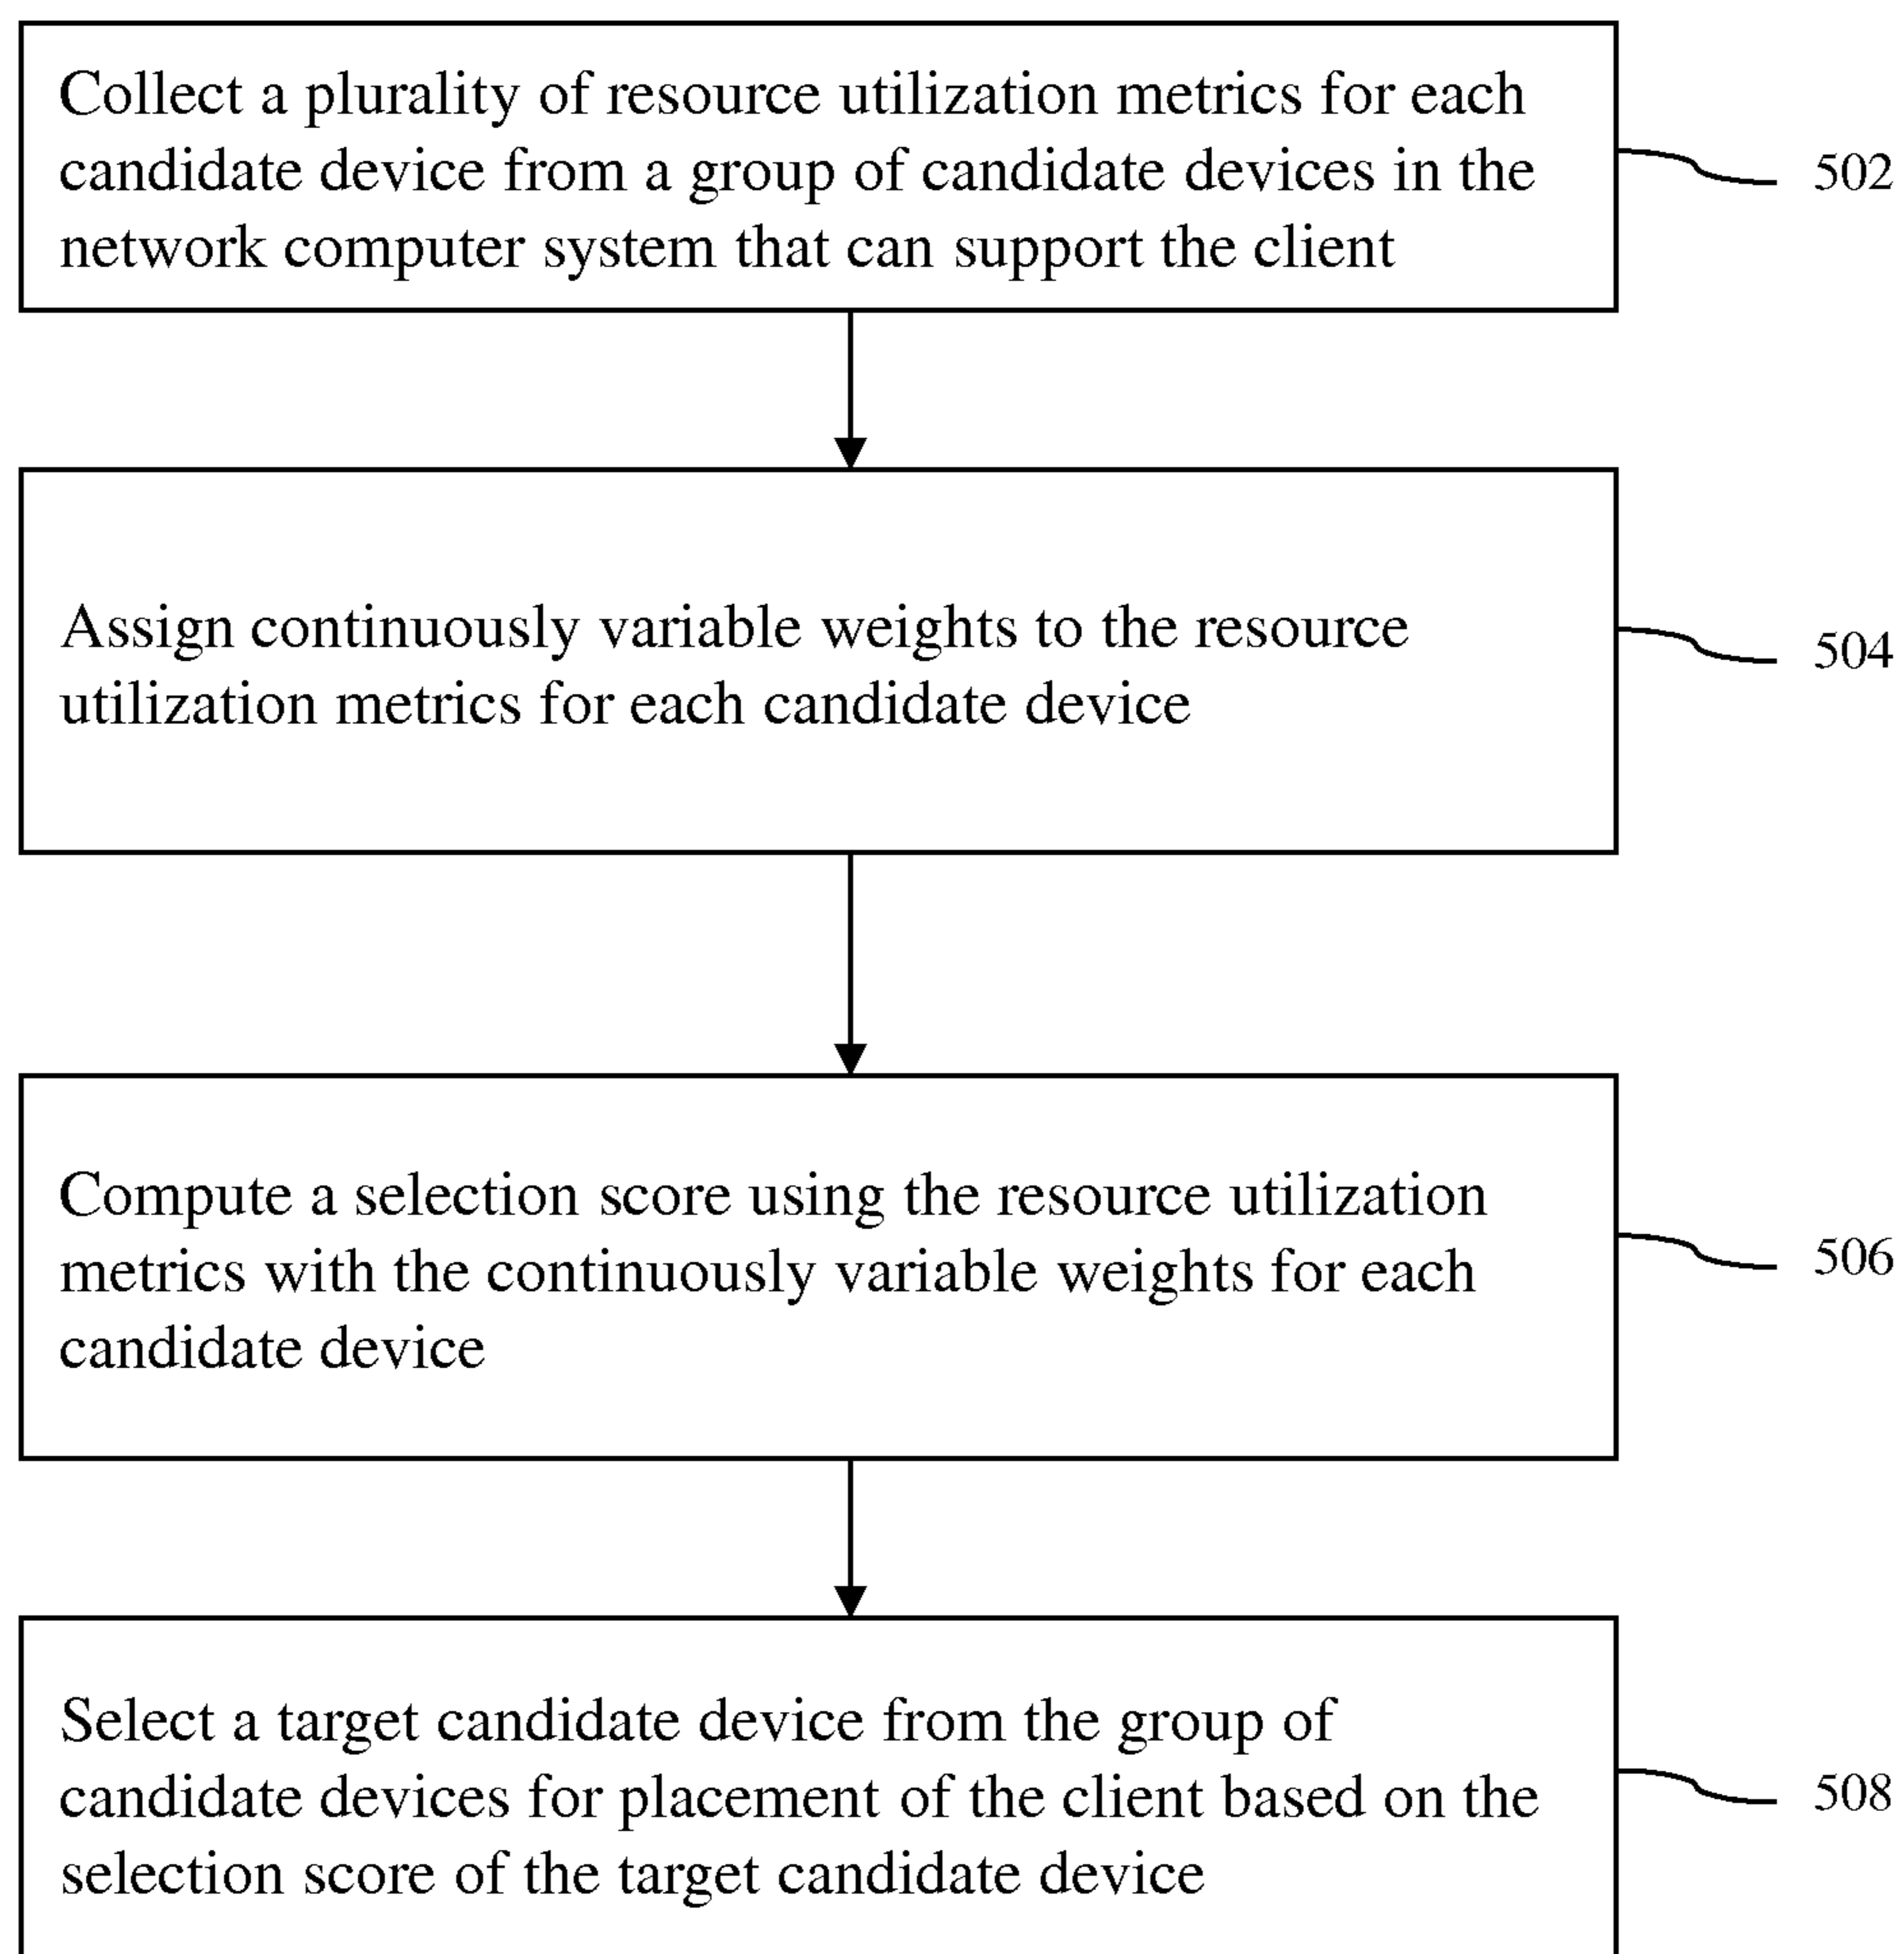 Collect a plurality of resource utilization metrics for each
candidate device from a group of candidate devices in the
network computer system that can support the client
502
Assign continuously variable weights to the resource
utilization metrics for each candidate device
504
Compute a selection score using the resource utilization
metrics with the continuously variable weights for each
candidate device
506
Select a target candidate device from the group of
candidate devices for placement of the client based on the
selection score of the target candidate device
508